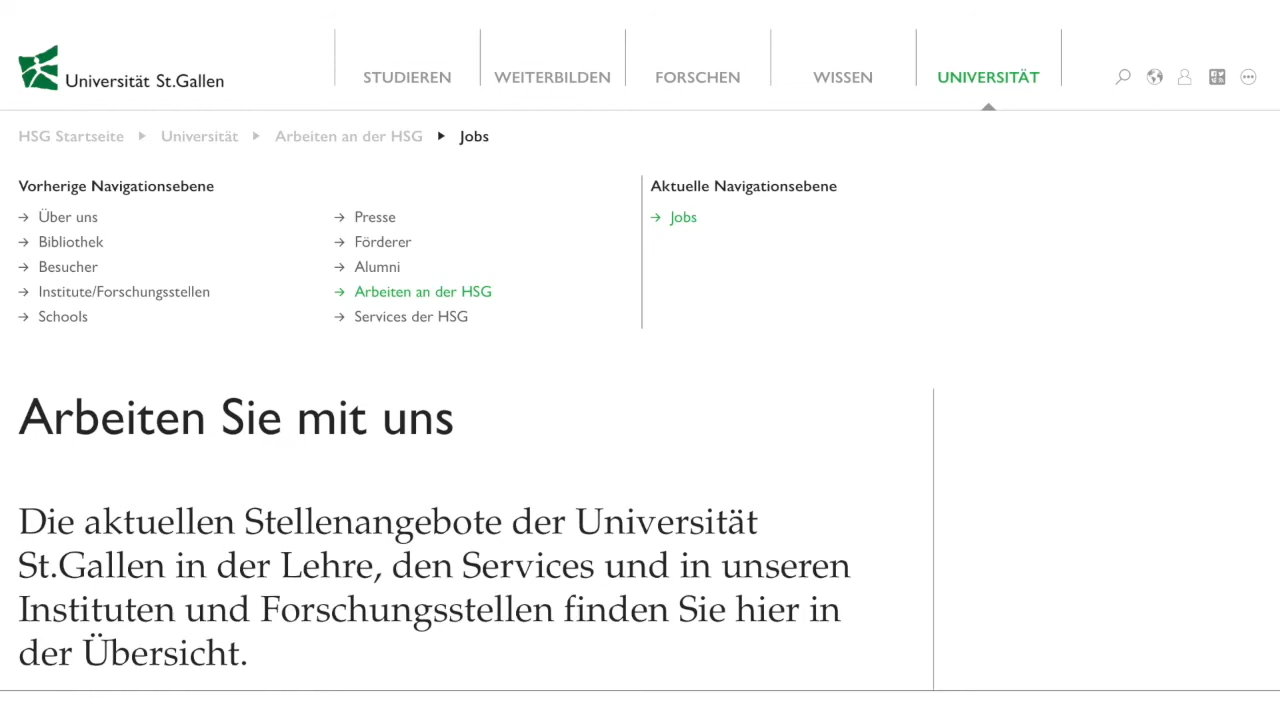 Universität St.Gallen
STUDIEREN
WEITERBILDEN
FORSCHEN
WISSEN
UNIVERSITÄT
HSG Startseite
Universität
Arbeiten an der HSG
Jobs
Vorherige Navigationsebene
Über uns
Bibliothek
Besucher
Institute/Forschungsstellen
Schools
Presse
Förderer
Alumni
Arbeiten an der HSG
Services der HSG
Aktuelle Navigationsebene
Jobs
Arbeiten Sie mit uns
Die aktuellen Stellenangebote der Universität
St.Gallen in der Lehre, den Services und in unseren
Instituten und Forschungsstellen finden Sie hier in
der Übersicht.